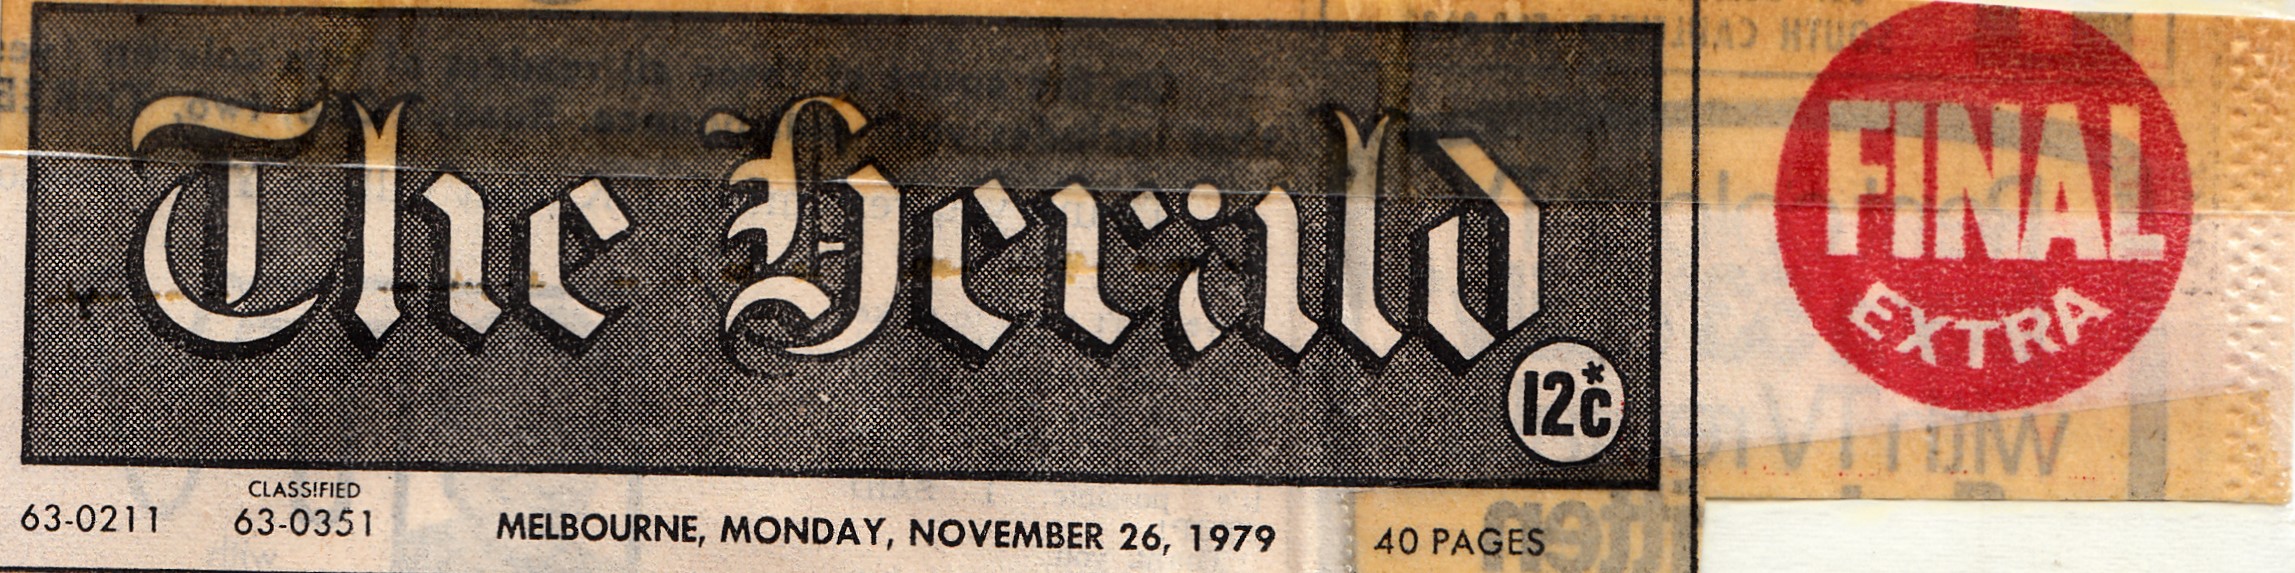 The Herald
12c*
FINAL
EXTRA
CLASSIFIED
63-0211 63-0351 MELBOURNE, MONDAY, NOVEMBER 26, 1979 40 PAGES